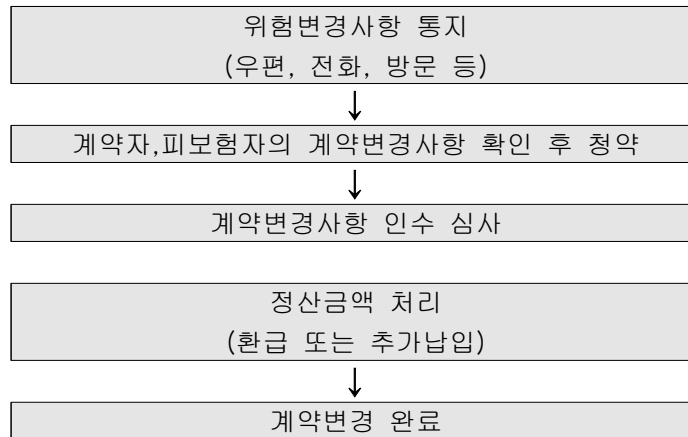 위험변경사항 통지
(우편, 전화, 방문 등)
↓
계약자,피보험자의 계약변경사항 확인 후 청약
↓
계약변경사항 인수 심사
정산금액 처리
(환급 또는 추가납입)
↓
계약변경 완료